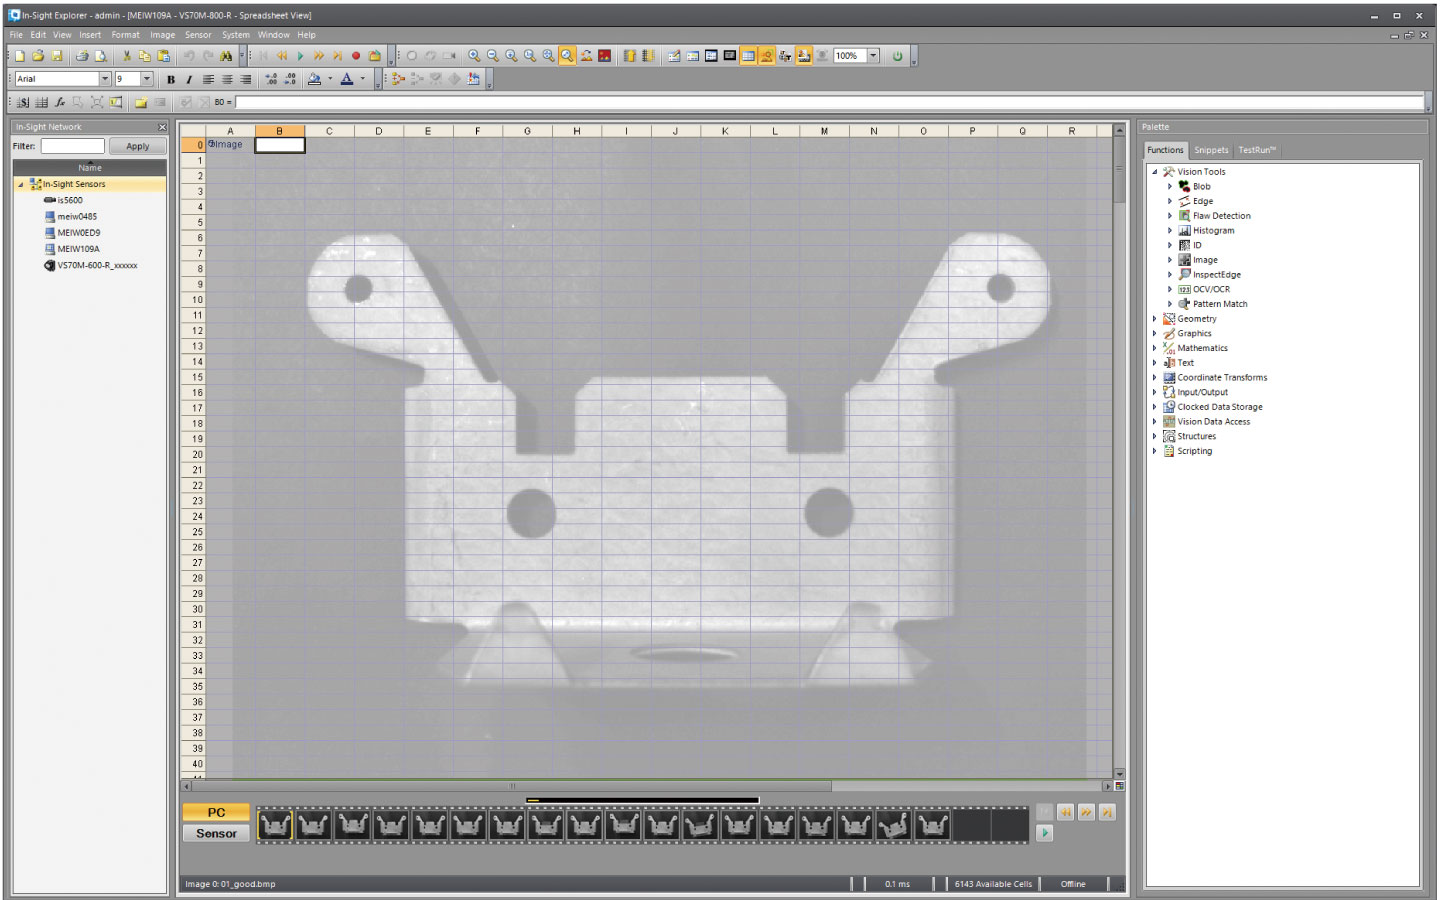 In-Sight Explorer - admin - [MEIW109A - VS70M-800-R - Spreadsheet View]
File Edit View Insert Format Image Sensor System Window Help
100%
Arial 9 B I
B0 =
In-Sight Network
Filter: Apply
Name
In-Sight Sensors
is5600
meiw0485
MEIW0ED9
MEIW109A
VS70M-600-R_xxxxxx
A B C D E F G H I J K L M N O P Q R
0 Image
1
2
3
4
5
6
7
8
9
10
11
12
13
14
15
16
17
18
19
20
21
22
23
24
25
26
27
28
29
30
31
32
33
34
35
36
37
38
39
40
PC
Sensor
Image 0: 01_good.bmp 0.1 ms 6143 Available Cells Offline
Palette
Functions Snippets TestRun™
Vision Tools
Blob
Edge
Flaw Detection
Histogram
ID
Image
InspectEdge
OCV/OCR
Pattern Match
Geometry
Graphics
Mathematics
Text
Coordinate Transforms
Input/Output
Clocked Data Storage
Vision Data Access
Structures
Scripting